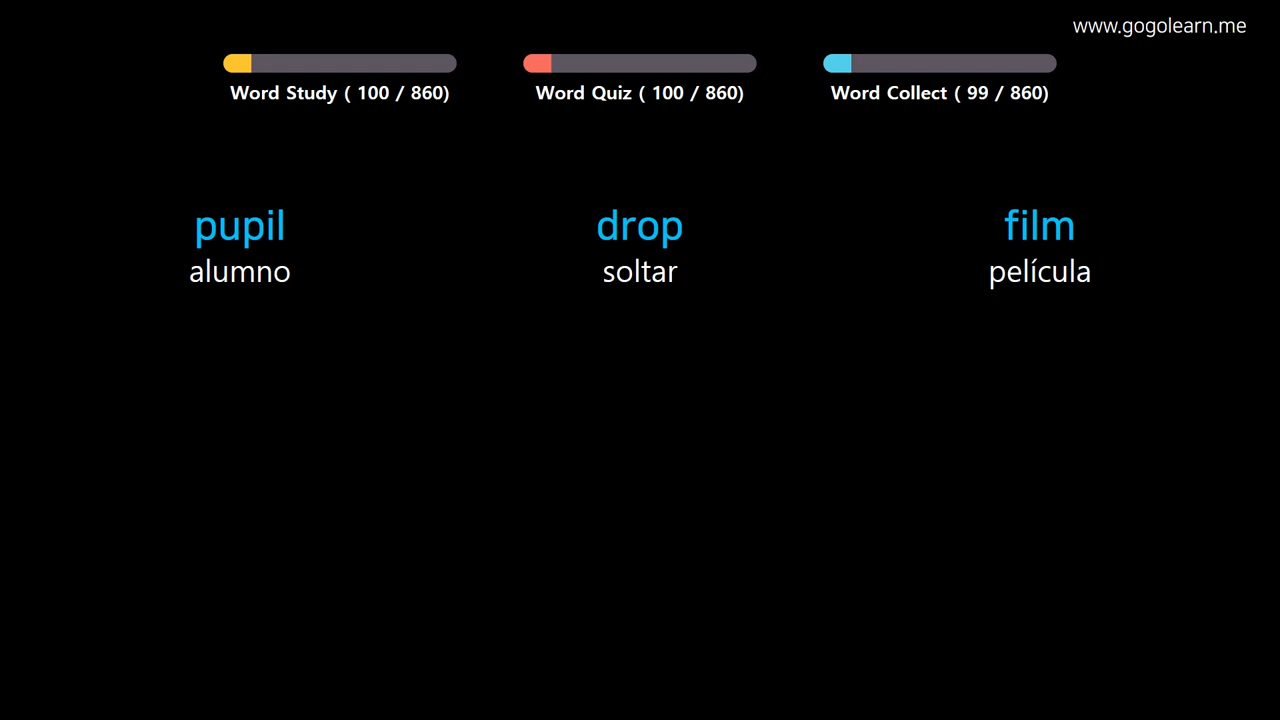 www.gogolearn.me
Word Study ( 100 / 860)
Word Quiz ( 100 / 860)
Word Collect ( 99 / 860)
pupil
alumno
drop
soltar
film
película